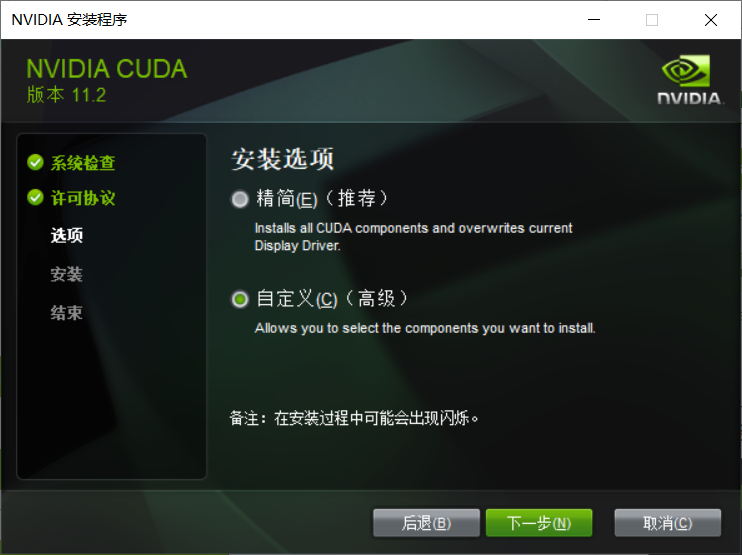 NVIDIA 安装程序
NVIDIA CUDA
版本 11.2
NVIDIA.
系统检查
许可协议
选项
安装
结束
安装选项
精简(E)（推荐）
Installs all CUDA components and overwrites current
Display Driver.
自定义(C)（高级）
Allows you to select the components you want to install.
备注：在安装过程中可能会出现闪烁。
后退(B)
下一步(N)
取消(C)